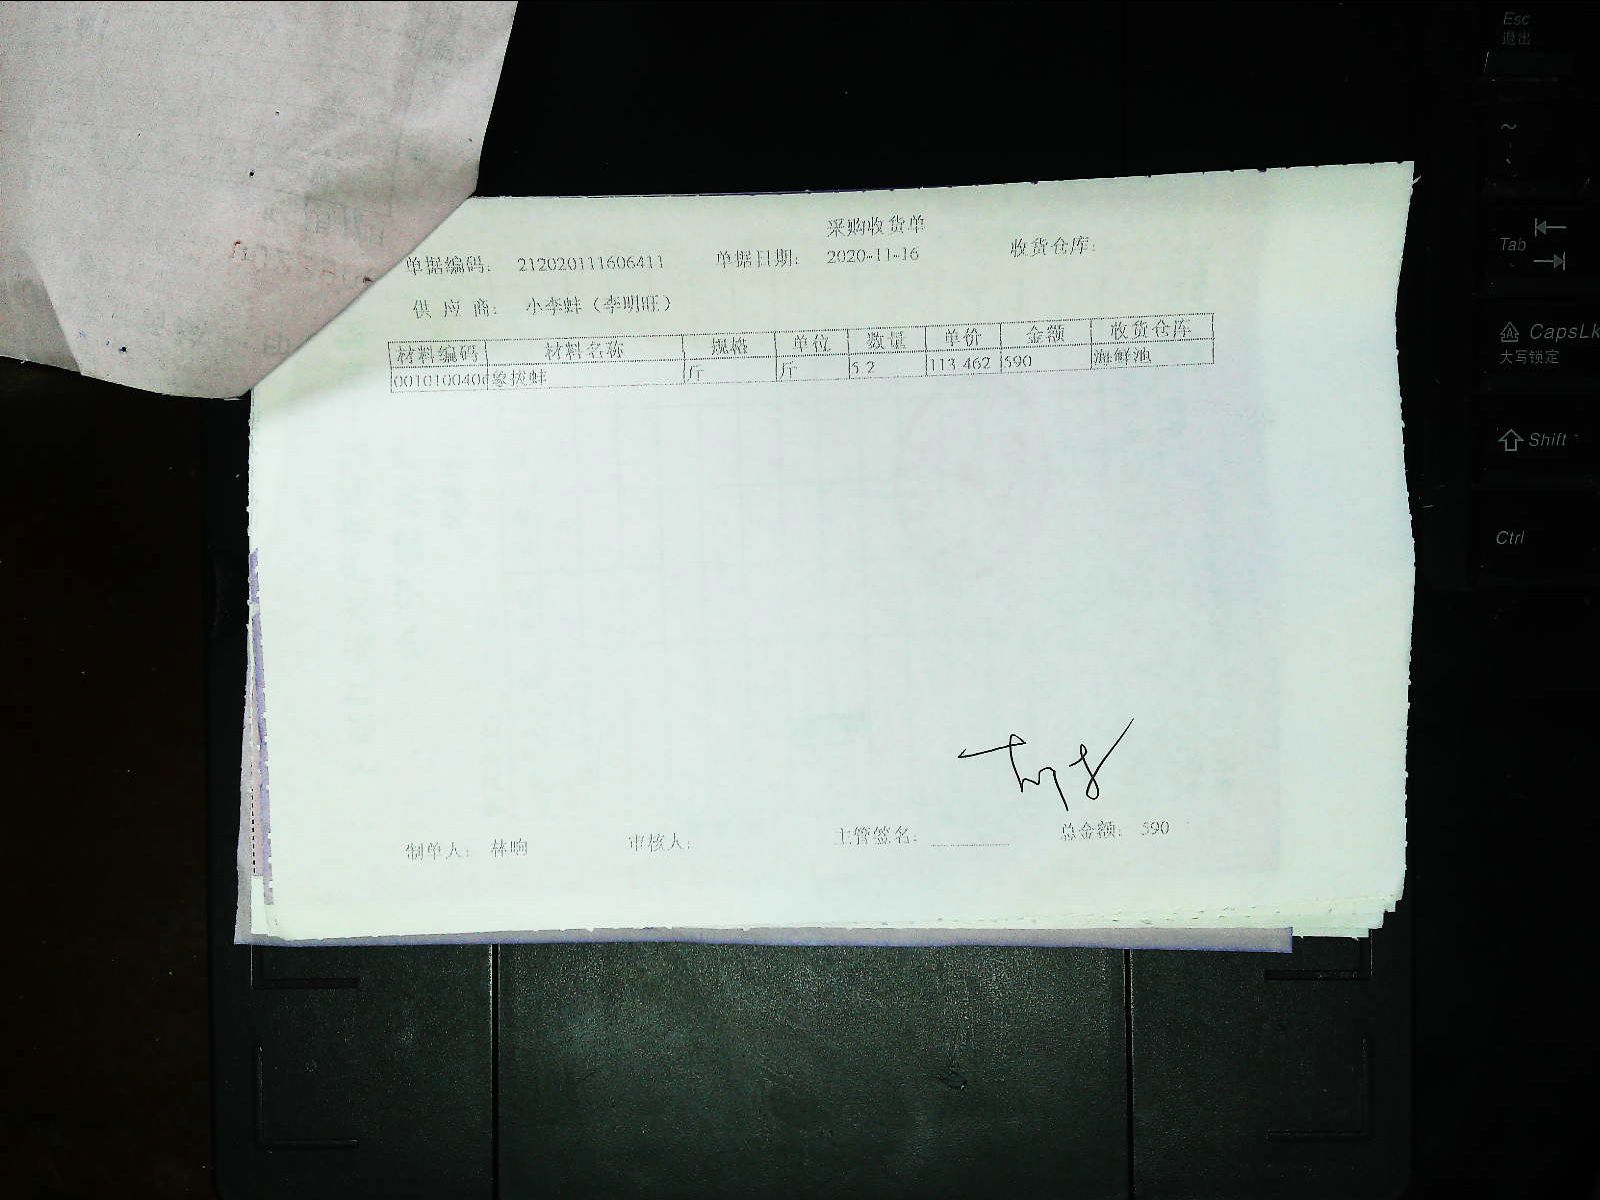 采购收货单
单据编码: 212020111606411 单据日期: 2020-11-16 收货仓库:
供应商: 小李蚌(李明旺)
材料编码 材料名称 规格 单位 数量 单价 金额 收货仓库
001010040 象拔蚌 斤 斤 5.2 113.462 590 海鲜池
制单人: 林响 审核人: 主管签名: 总金额: 590
Esc
退出
~
Tab
CapsLk
大写锁定
Shift
Ctrl